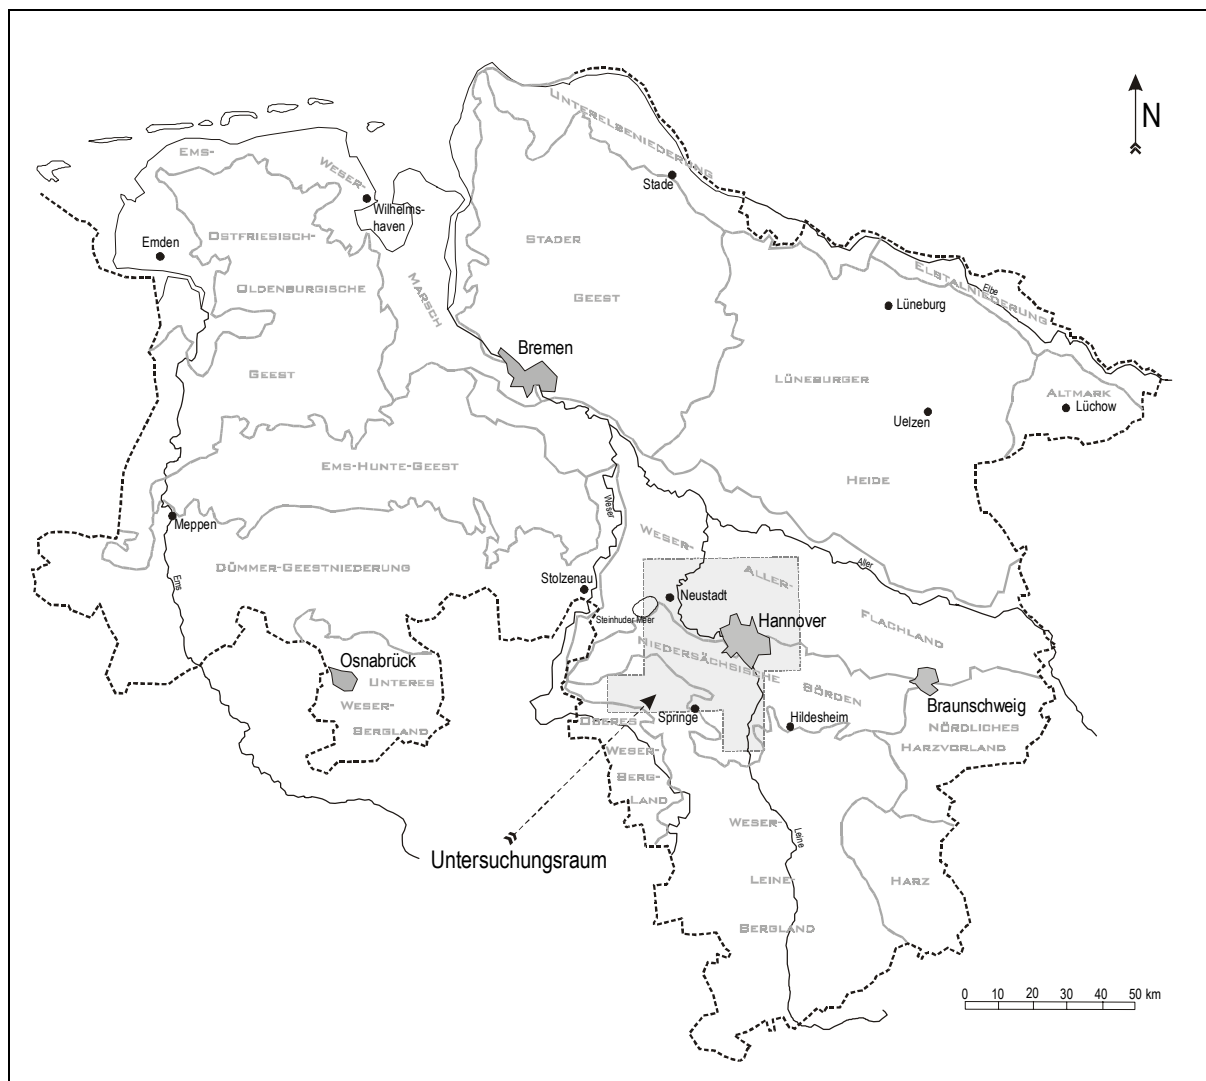 N
UNTERELBENIEDERUNG
EMS-
WESER-
Stade
Wilhelms-
haven
OSTFRIESISCH-
Emden
STADER
ELBTALNIEDERUNG
Elbe
OLDENBURGISCHE
MARSCH
GEEST
Lüneburg
Bremen
GEEST
LÜNEBURGER
ALTMARK
Lüchow
Uelzen
EMS-HUNTE-GEEST
HEIDE
Weser
Meppen
WESER-
Aller
DÜMMER-GEESTNIEDERUNG
ALLER-
Ems
Stolzenau
Neustadt
Steinhuder Meer
Hannover
FLACHLAND
NIEDERSÄCHSISCHE
Osnabrück
UNTERES
BÖRDEN
WESER-
Braunschweig
BERGLAND
OBERES
Springe
Hildesheim
NÖRDLICHES
HARZVORLAND
WESER-
BERG-
LAND
WESER-
Leine
Untersuchungsraum
LEINE-
HARZ
BERGLAND
0 10 20 30 40 50 km